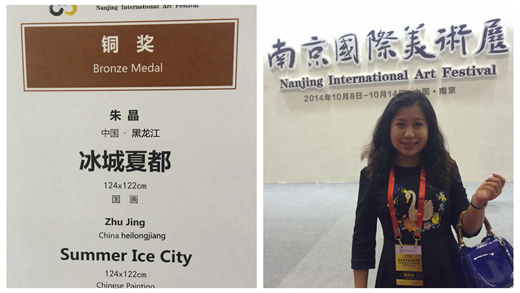 Nanjing International Art Festival
铜 奖
Bronze Medal
朱 晶
中国 · 黑龙江
冰城夏都
124x122cm
国 画
Zhu Jing
China heilongjiang
Summer Ice City
124x122cm
Chinese Painting
南京國際美術展
Nanjing International Art Festival
2014年10月8日-10月14日 中国 · 南京